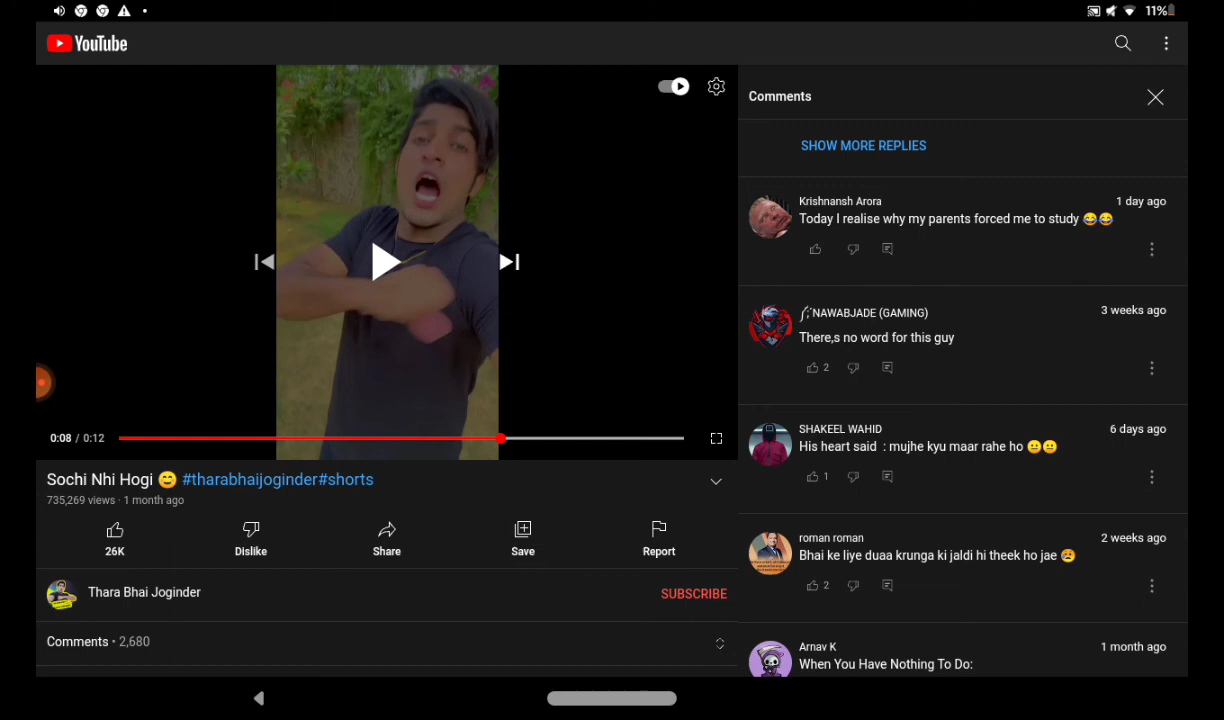 11%
YouTube
Comments
SHOW MORE REPLIES
Krishnansh Arora
1 day ago
Today I realise why my parents forced me to study 😂😂
NAWABJADE (GAMING)
3 weeks ago
There,s no word for this guy
2
SHAKEEL WAHID
6 days ago
His heart said : mujhe kyu maar rahe ho 😐😐
1
roman roman
2 weeks ago
Bhai ke liye duaa krunga ki jaldi hi theek ho jae 😢
2
Arnav K
1 month ago
When You Have Nothing To Do:
0:08 / 0:12
Sochi Nhi Hogi 😊 #tharabhaijoginder#shorts
735,269 views · 1 month ago
26K
Dislike
Share
Save
Report
Thara Bhai Joginder
SUBSCRIBE
Comments • 2,680